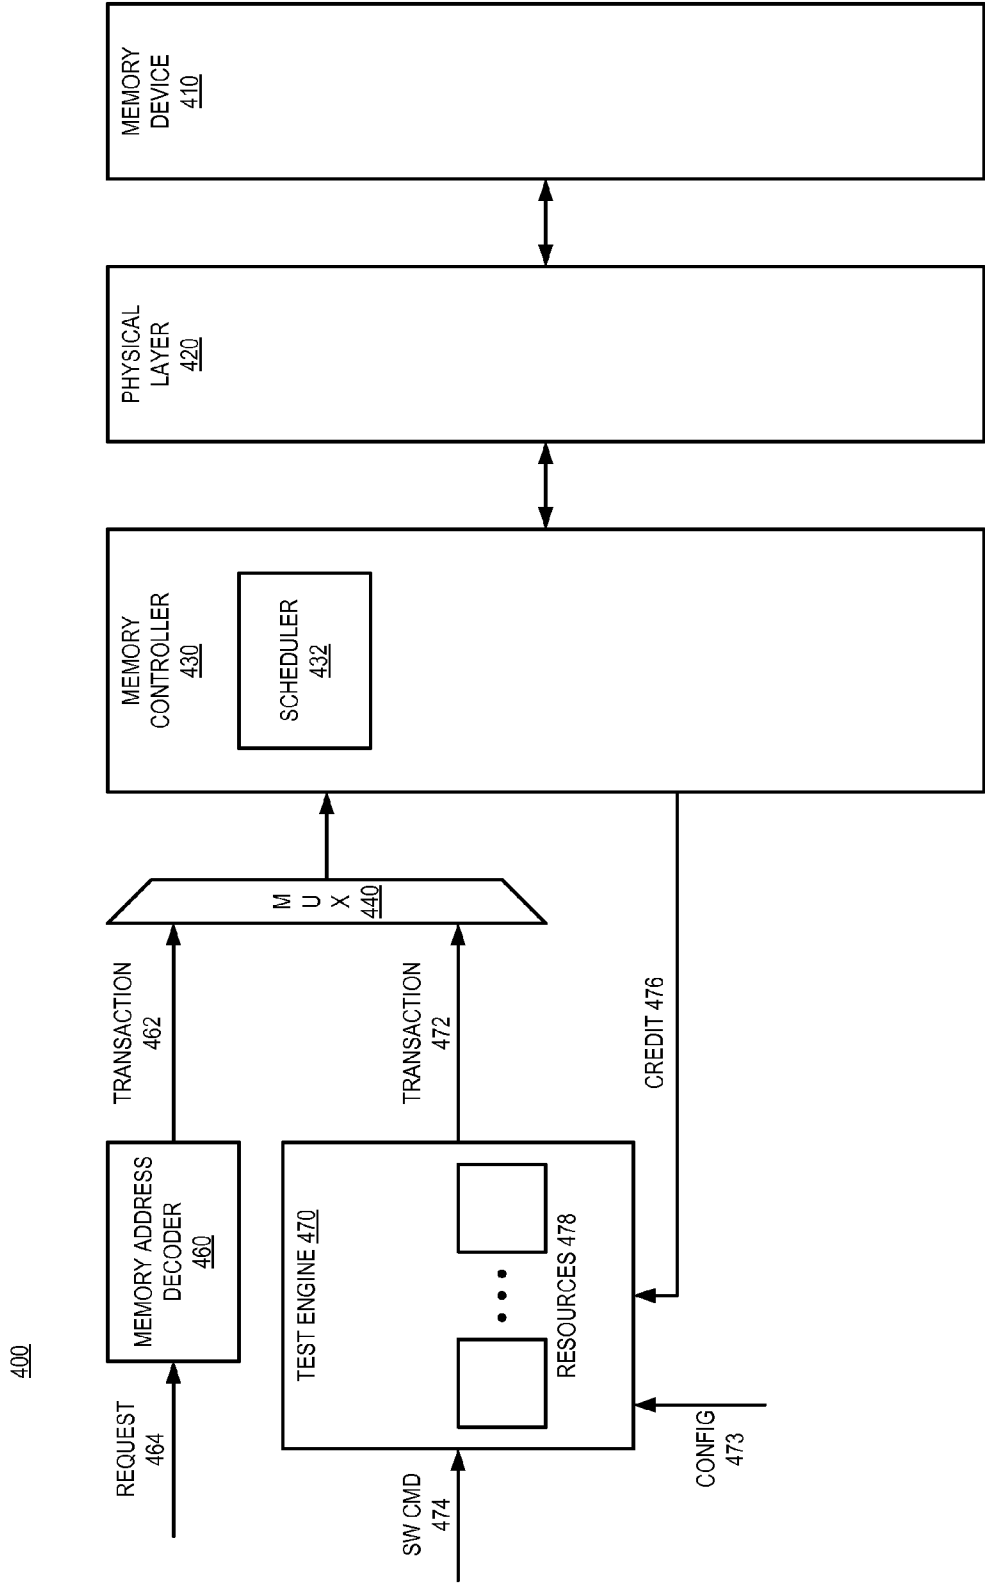 400
REQUEST
464
MEMORY ADDRESS
DECODER
460
TRANSACTION
462
SW CMD
474
TEST ENGINE 470
RESOURCES 478
CONFIG
473
TRANSACTION
472
CREDIT 476
M
U
X
440
MEMORY
CONTROLLER
430
SCHEDULER
432
PHYSICAL
LAYER
420
MEMORY
DEVICE
410